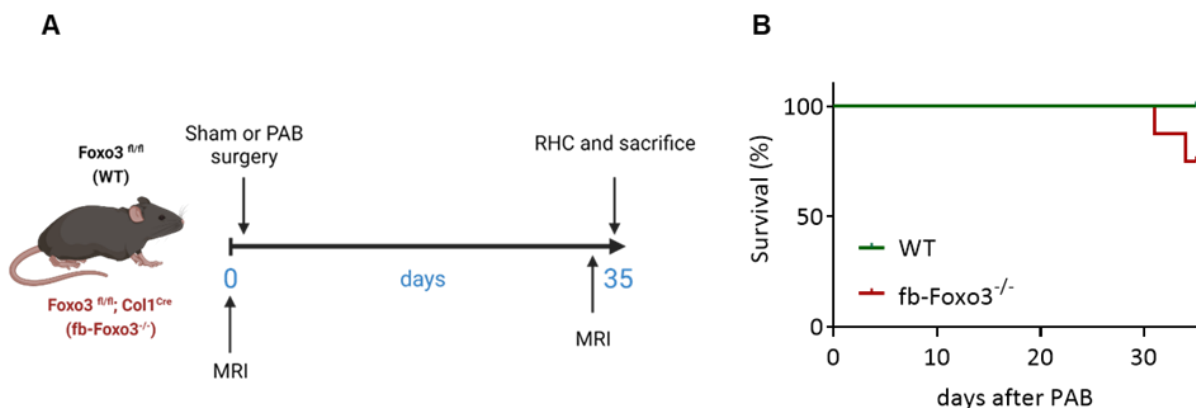 A
Sham or PAB
surgery
RHC and sacrifice
Foxo3 fl/fl
(WT)
0
days
35
Foxo3 fl/fl; Col1Cre
(fb-Foxo3-/-)
MRI
MRI
B
Survival (%)
100
50
0
WT
fb-Foxo3-/-
0 10 20 30
days after PAB